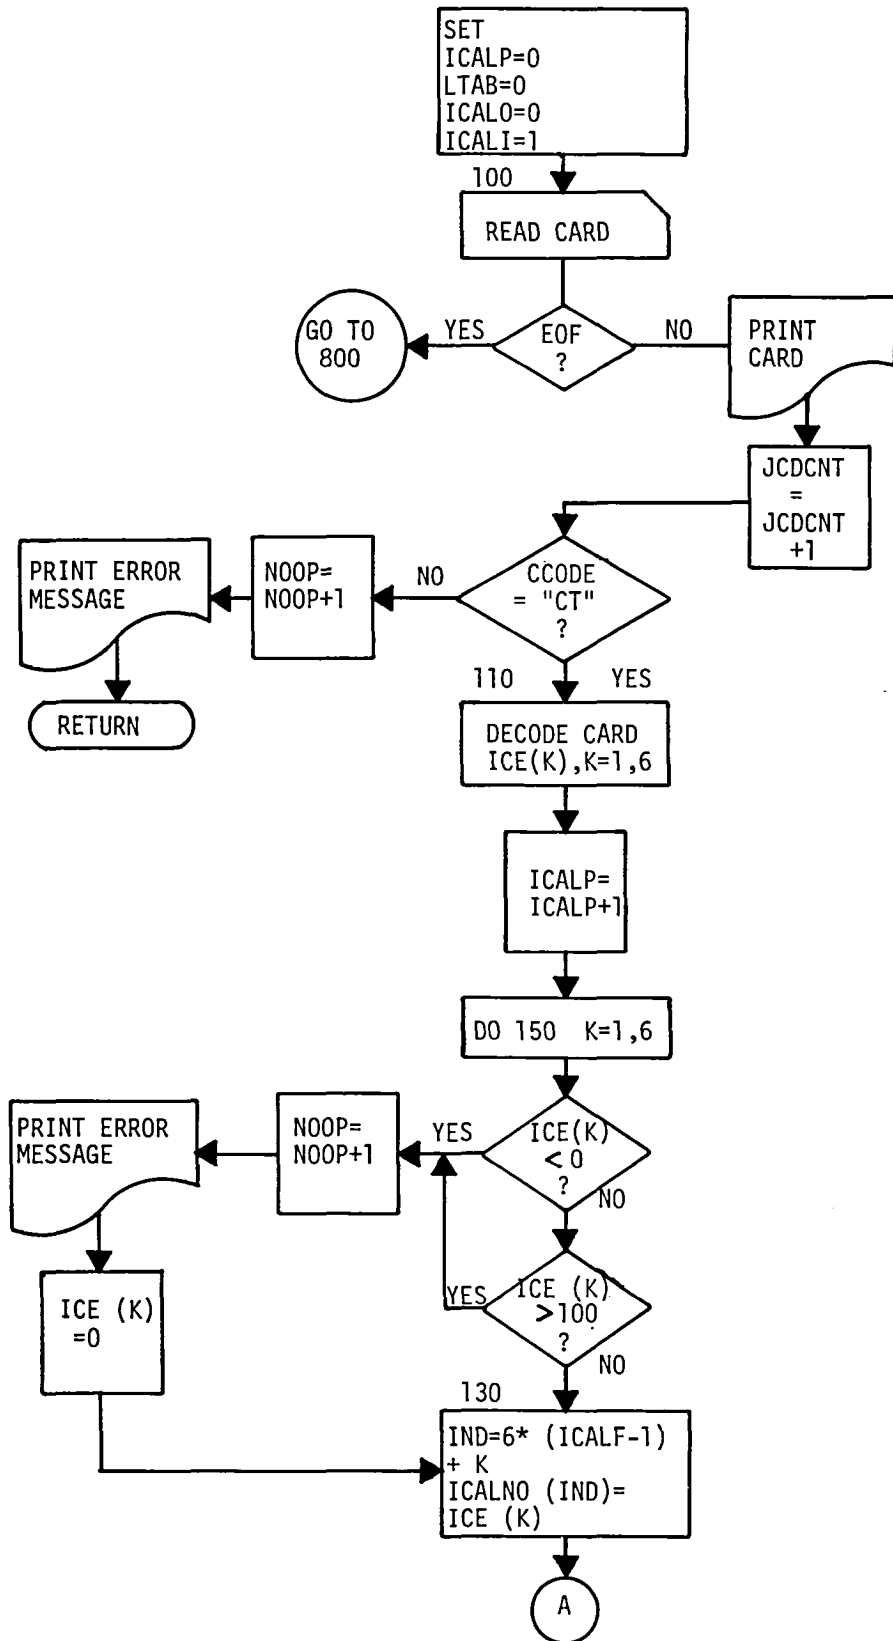 SET
ICALP=0
LTAB=0
ICALO=0
ICALI=1
100
READ CARD
GO TO
800
YES
EOF
?
NO
PRINT
CARD
JCDCNT
=
JCDCNT
+1
PRINT ERROR
MESSAGE
NOOP=
NOOP+1
NO
CCODE
= "CT"
?
RETURN
110
YES
DECODE CARD
ICE(K),K=1,6
ICALP=
ICALP+1
DO 150 K=1,6
PRINT ERROR
MESSAGE
NOOP=
NOOP+1
YES
ICE(K)
<0
?
NO
ICE (K)
=0
YES
ICE (K)
>100
?
NO
130
IND=6* (ICALF-1)
+ K
ICALNO (IND)=
ICE (K)
A